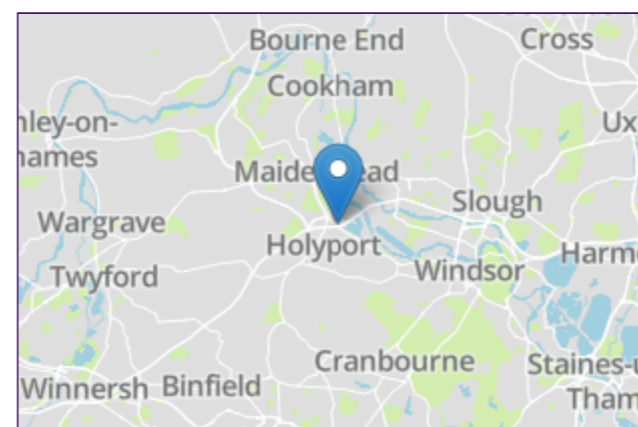 Bourne End
Cross
Cookham
nley-on-
hames
Ux
Maide ead
Slough
Wargrave
Holyport
Harm
Windsor
Twyford
Cranbourne
Staines-u
Tham
Winnersh
Binfield